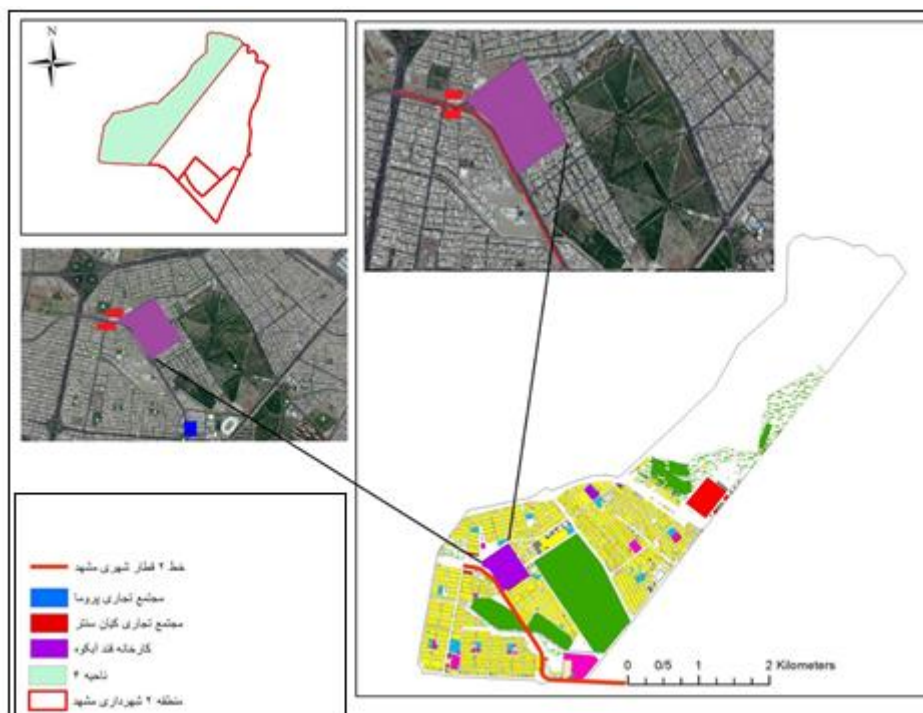 N
0 0/5 1 2 Kilometers
خط ۲ قطار شهری مشهد
مجتمع تجاری پروما
مجتمع تجاری کیان سنتر
کارخانه قند آبکوه
ناحیه ۴
منطقه ۲ شهرداری مشهد